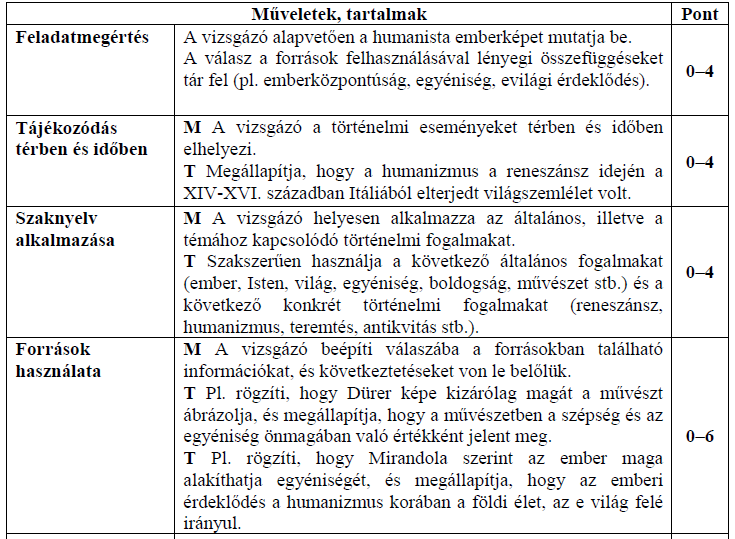 Műveletek, tartalmak Pont
Feladatmegértés A vizsgázó alapvetően a humanista emberképet mutatja be.
A válasz a források felhasználásával lényegi összefüggéseket
tár fel (pl. emberközpontúság, egyéniség, evilági érdeklődés).
0–4
Tájékozódás M A vizsgázó a történelmi eseményeket térben és időben
térben és időben elhelyezi.
T Megállapítja, hogy a humanizmus a reneszánsz idején a
XIV-XVI. században Itáliából elterjedt világszemlélet volt.
0–4
Szaknyelv M A vizsgázó helyesen alkalmazza az általános, illetve a
alkalmazása témához kapcsolódó történelmi fogalmakat.
T Szakszerűen használja a következő általános fogalmakat
(ember, Isten, világ, egyéniség, boldogság, művészet stb.) és a
következő konkrét történelmi fogalmakat (reneszánsz,
humanizmus, teremtés, antikvitás stb.).
0–4
Források M A vizsgázó beépíti válaszába a forrásokban található
használata információkat, és következtetéseket von le belőlük.
T Pl. rögzíti, hogy Dürer képe kizárólag magát a művészt
ábrázolja, és megállapítja, hogy a művészetben a szépség és az
egyéniség önmagában való értékként jelent meg.
T Pl. rögzíti, hogy Mirandola szerint az ember maga
alakíthatja egyéniségét, és megállapítja, hogy az emberi
érdeklődés a humanizmus korában a földi élet, az e világ felé
irányul.
0–6